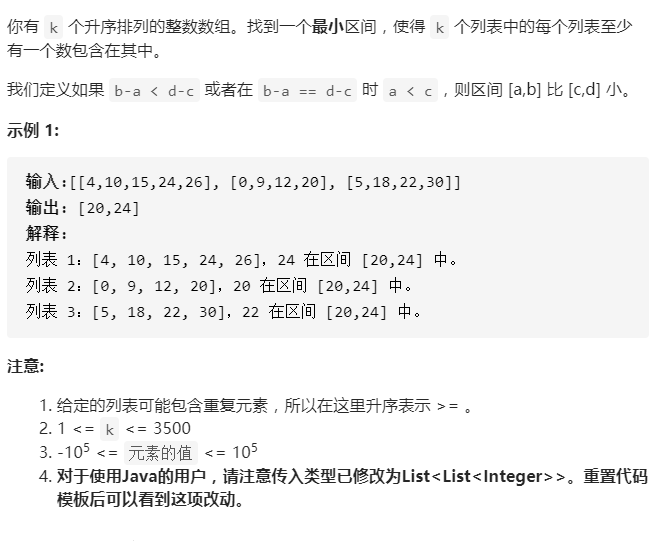 你有 k 个升序排列的整数数组。找到一个最小区间，使得 k 个列表中的每个列表至少
有一个数包含在其中。
我们定义如果 b-a < d-c 或者在 b-a == d-c 时 a < c，则区间 [a,b] 比 [c,d] 小。
示例 1:
输入:[[4,10,15,24,26], [0,9,12,20], [5,18,22,30]]
输出: [20,24]
解释:
列表 1：[4, 10, 15, 24, 26]，24 在区间 [20,24] 中。
列表 2：[0, 9, 12, 20]，20 在区间 [20,24] 中。
列表 3：[5, 18, 22, 30]，22 在区间 [20,24] 中。
注意:
1. 给定的列表可能包含重复元素，所以在这里升序表示 >= 。
2. 1 <= k <= 3500
3. -10⁵ <= 元素的值 <= 10⁵
4. 对于使用Java的用户，请注意传入类型已修改为List<List<Integer>>。重置代码
模板后可以看到这项改动。